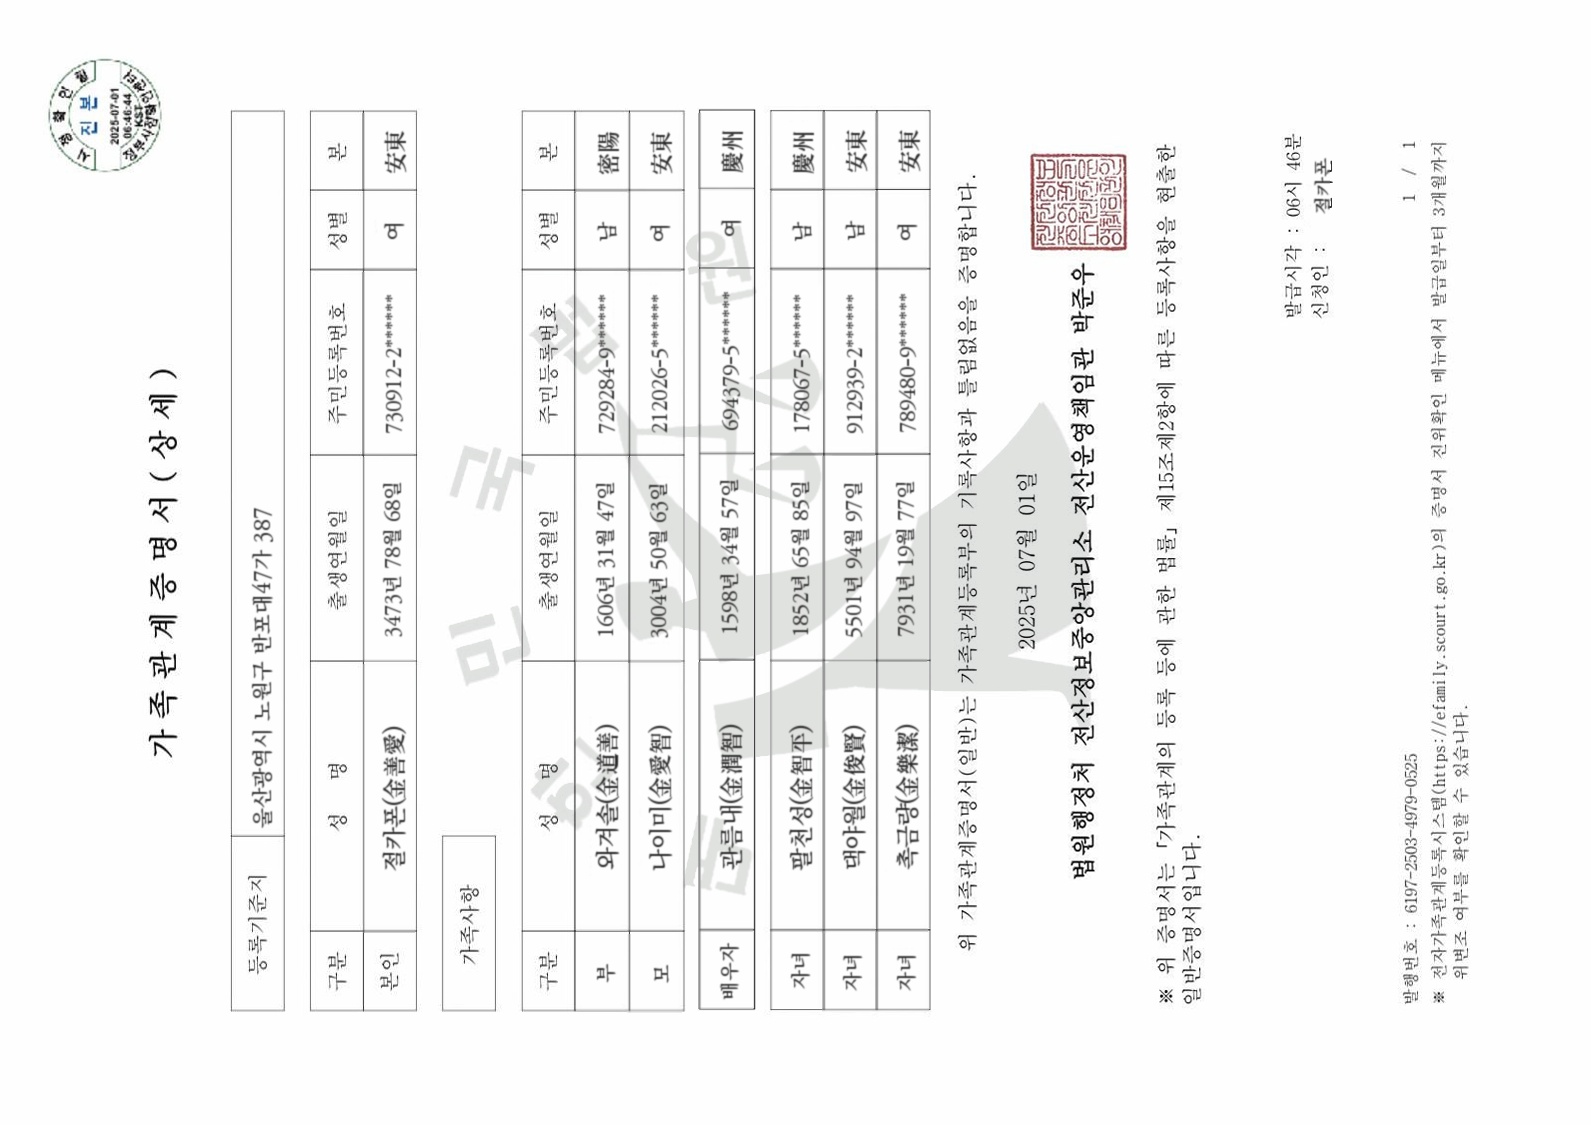 시점확인필
진본
2025-07-01
06:46:44
KST
가 족 관 계 증 명 서 ( 상 세 )
등록기준지 울산광역시 노원구 반포대47가 387
구분 성 명 출생연월일 주민등록번호 성별 본
본인 절카폰(金善愛) 3473년 78월 68일 730912-2****** 여 安東
가족사항
구분 성 명 출생연월일 주민등록번호 성별 본
부 와겨솔(金道善) 1606년 31월 47일 729284-9****** 남 密陽
모 나이미(金愛智) 3004년 50월 63일 212026-5****** 여 安東
배우자 관름내(金潤智) 1598년 34월 57일 694379-5****** 여 慶州
자녀 팔천성(金智平) 1852년 65월 85일 178067-5****** 남 慶州
자녀 댁야월(金俊賢) 5501년 94월 97일 912939-2****** 남 安東
자녀 촉금량(金樂潔) 7931년 19월 77일 789480-9****** 여 安東
위 가족관계증명서(일반)는 가족관계등록부의 기록사항과 틀림없음을 증명합니다.
2025년 07월 01일
법원행정처 전산정보중앙관리소 전산운영책임관 박준우
※ 위 증명서는 「가족관계의 등록 등에 관한 법률」 제15조제2항에 따른 등록사항을 현출한
일반증명서입니다.
발급시각 : 06시 46분
신청인 : 절카폰
발행번호 : 6197-2503-4979-0525 1 / 1
※ 전자가족관계등록시스템(https://efamily.scourt.go.kr)의 증명서 진위확인 메뉴에서 발급일부터 3개월까지
위변조 여부를 확인할 수 있습니다.